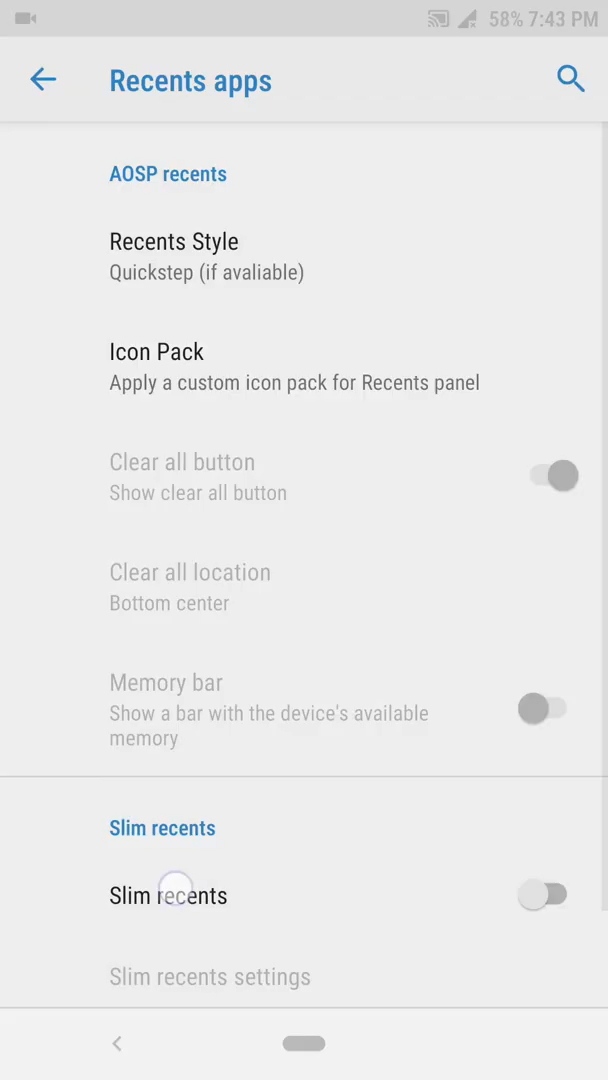 58% 7:43 PM
Recents apps
AOSP recents
Recents Style
Quickstep (if avaliable)
Icon Pack
Apply a custom icon pack for Recents panel
Clear all button
Show clear all button
Clear all location
Bottom center
Memory bar
Show a bar with the device's available
memory
Slim recents
Slim recents
Slim recents settings